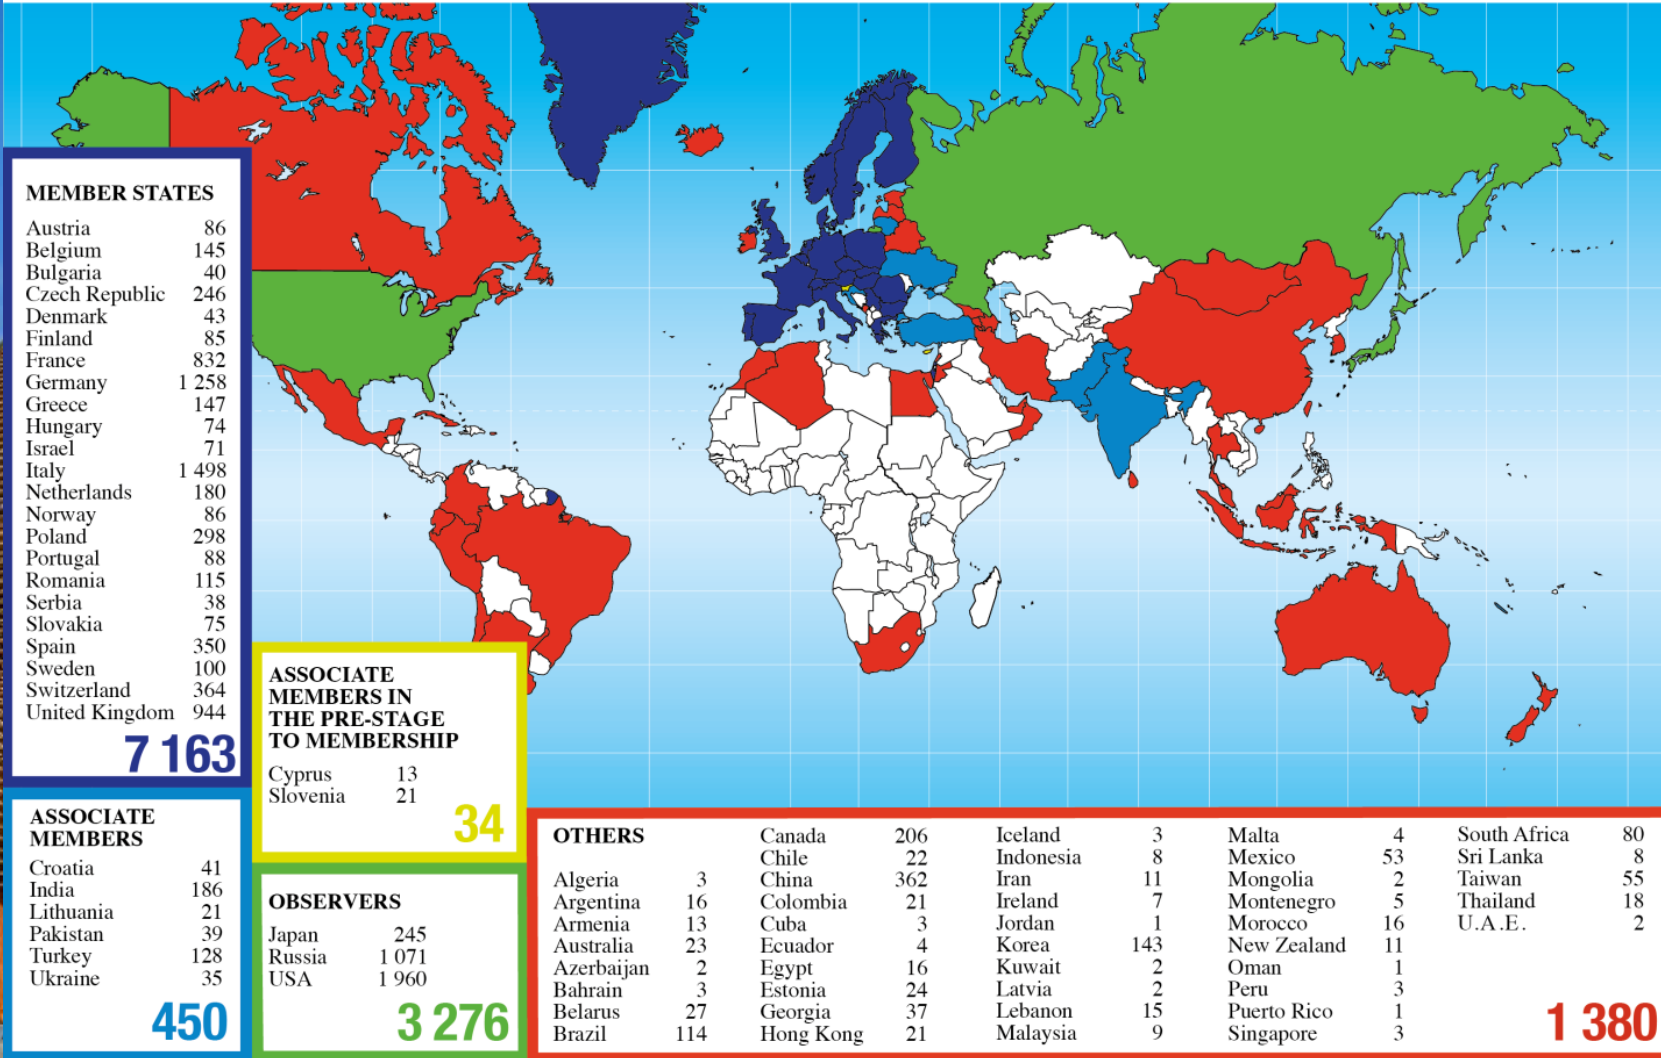 MEMBER STATES
Austria 86
Belgium 145
Bulgaria 40
Czech Republic 246
Denmark 43
Finland 85
France 832
Germany 1 258
Greece 147
Hungary 74
Israel 71
Italy 1 498
Netherlands 180
Norway 86
Poland 298
Portugal 88
Romania 115
Serbia 38
Slovakia 75
Spain 350
Sweden 100
Switzerland 364
United Kingdom 944
7 163
ASSOCIATE
MEMBERS
Croatia 41
India 186
Lithuania 21
Pakistan 39
Turkey 128
Ukraine 35
450
ASSOCIATE
MEMBERS IN
THE PRE-STAGE
TO MEMBERSHIP
Cyprus 13
Slovenia 21
34
OBSERVERS
Japan 245
Russia 1 071
USA 1 960
3 276
OTHERS
Algeria 3
Argentina 16
Armenia 13
Australia 23
Azerbaijan 2
Bahrain 3
Belarus 27
Brazil 114
Canada 206
Chile 22
China 362
Colombia 21
Cuba 3
Ecuador 4
Egypt 16
Estonia 24
Georgia 37
Hong Kong 21
Iceland 3
Indonesia 8
Iran 11
Ireland 7
Jordan 1
Korea 143
Kuwait 2
Latvia 2
Lebanon 15
Malaysia 9
Malta 4
Mexico 53
Mongolia 2
Montenegro 5
Morocco 16
New Zealand 11
Oman 1
Peru 3
Puerto Rico 1
Singapore 3
South Africa 80
Sri Lanka 8
Taiwan 55
Thailand 18
U.A.E. 2
1 380